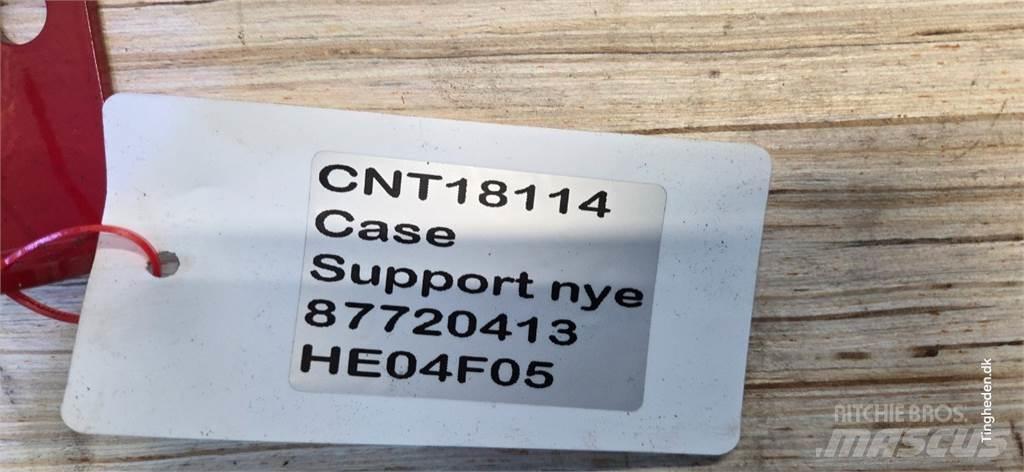 CNT18114
Case
Support nye
87720413
HE04F05
RITCHIE BROS.
MASCUS
Tingheden.dk